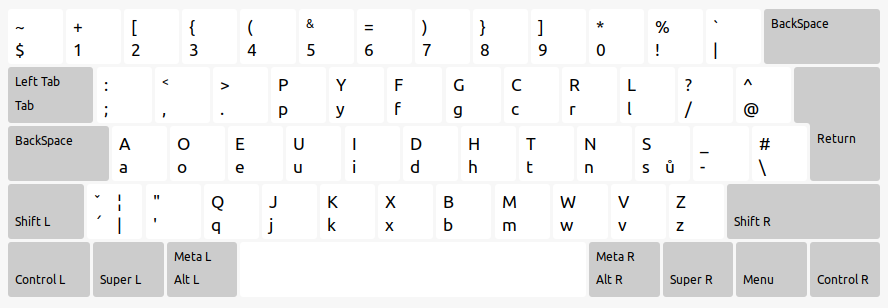 ~ + [ { ( & = ) } ] * % ` BackSpace
$ 1 2 3 4 5 6 7 8 9 0 ! |
Left Tab : < > P Y F G C R L ? ^
Tab ; , . p y f g c r l / @
BackSpace A O E U I D H T N S _ # Return
a o e u i d h t n s ů - \
ˇ ¦ " Q J K X B M W V Z
Shift L ´ | ' q j k x b m w v z Shift R
Meta L Meta R
Control L Super L Alt L Alt R Super R Menu Control R